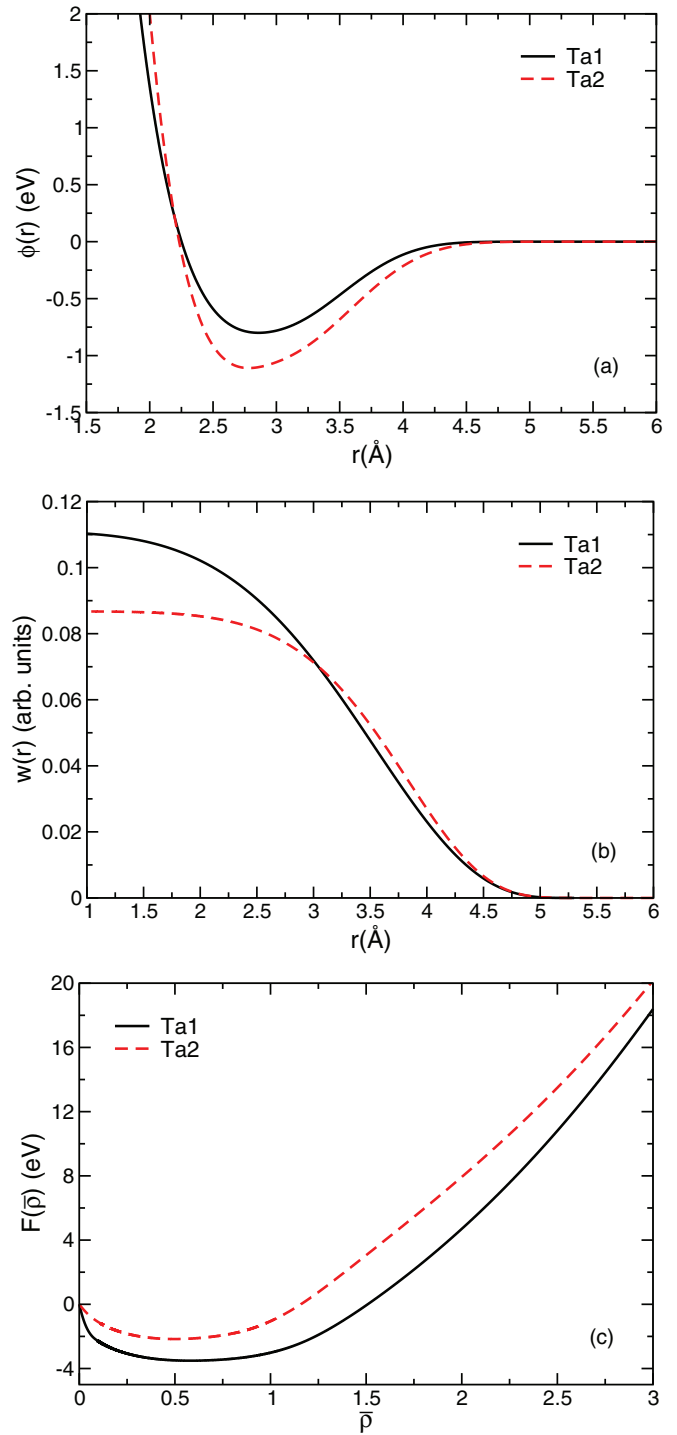 2
1.5
1
0.5
0
-0.5
-1
-1.5
ϕ(r) (eV)
Ta1
Ta2
(a)
1.5 2 2.5 3 3.5 4 4.5 5 5.5 6
r(Å)
0.12
0.1
0.08
0.06
0.04
0.02
0
w(r) (arb. units)
Ta1
Ta2
(b)
1 1.5 2 2.5 3 3.5 4 4.5 5 5.5 6
r(Å)
20
16
12
8
4
0
-4
F(ρ̅) (eV)
Ta1
Ta2
(c)
0 0.5 1 1.5 2 2.5 3
ρ̅